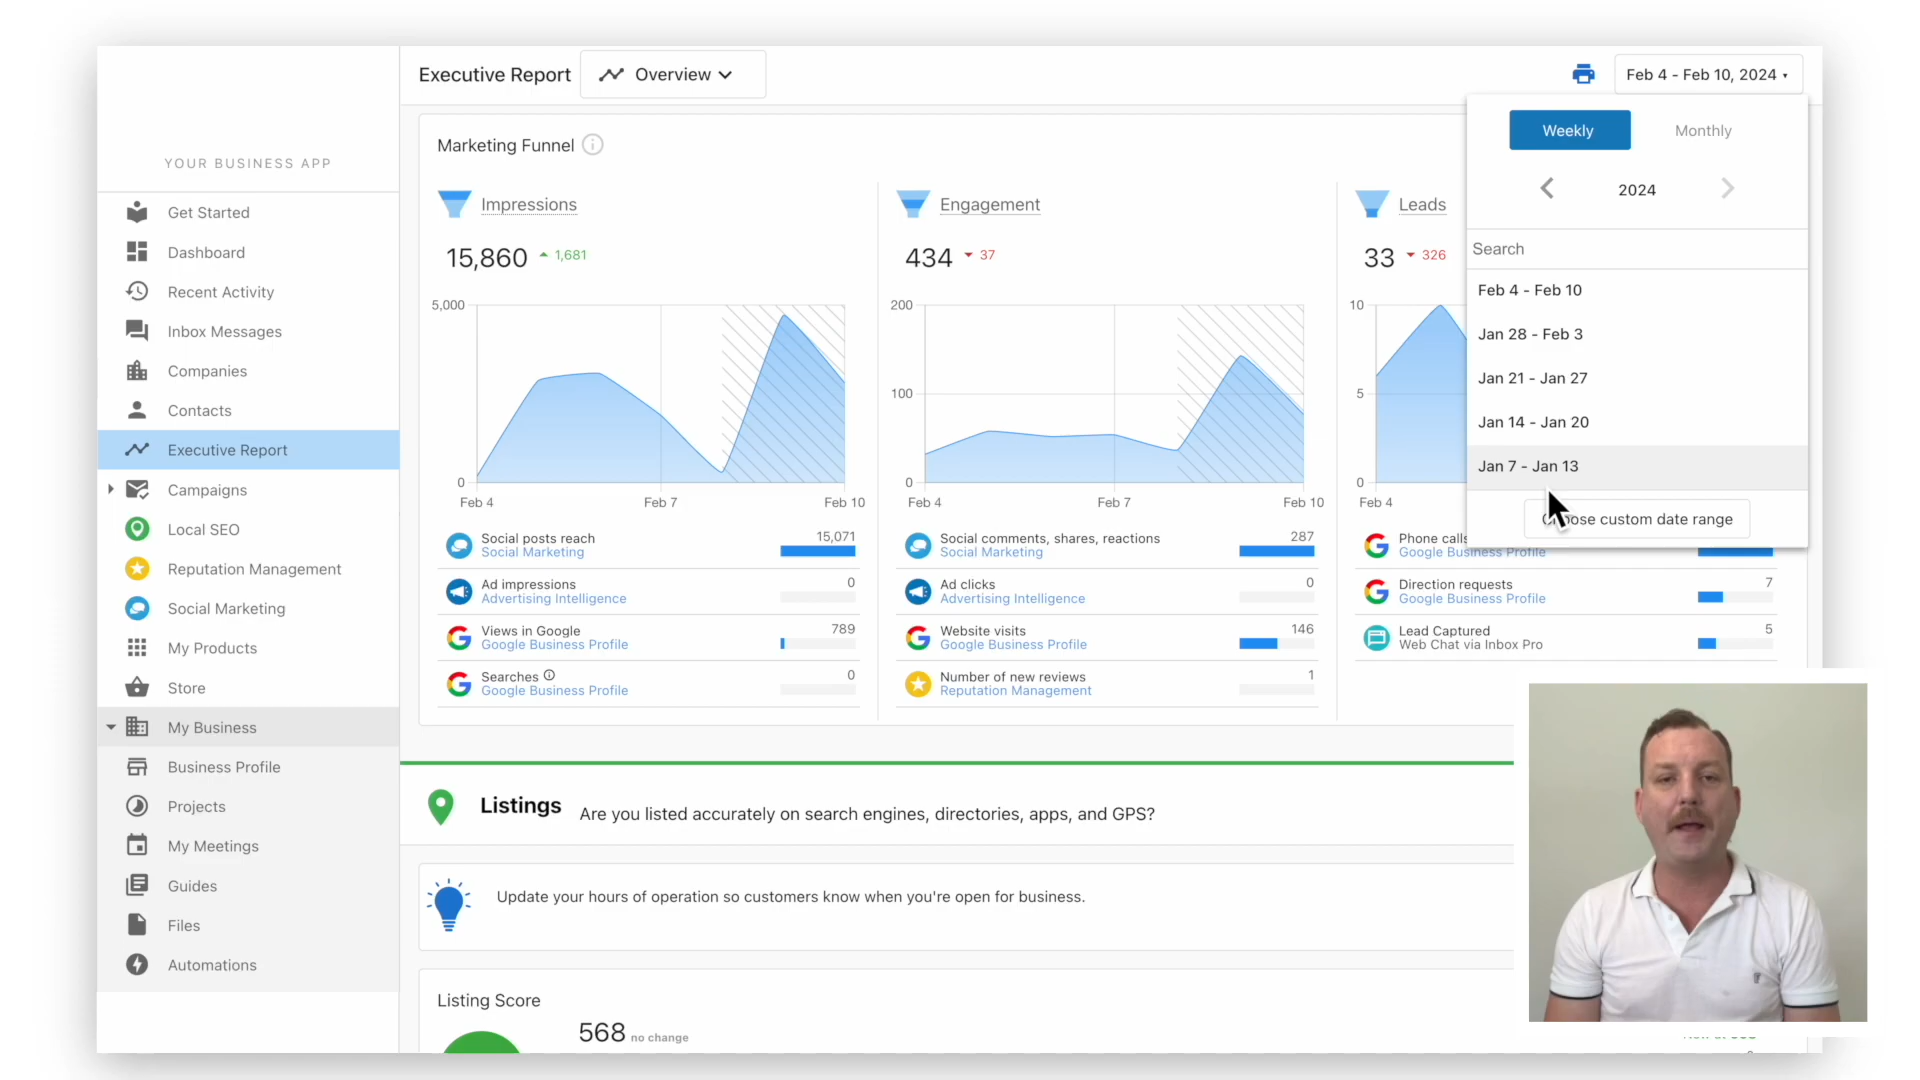 Executive Report
Overview
Feb 4 - Feb 10, 2024
YOUR BUSINESS APP
Get Started
Dashboard
Recent Activity
Inbox Messages
Companies
Contacts
Executive Report
Campaigns
Local SEO
Reputation Management
Social Marketing
My Products
Store
My Business
Business Profile
Projects
My Meetings
Guides
Files
Automations
Marketing Funnel
Impressions
15,860 1,681
5,000
0
Feb 4 Feb 7 Feb 10
Social posts reach 15,071
Social Marketing
Ad impressions 0
Advertising Intelligence
Views in Google 789
Google Business Profile
Searches 0
Google Business Profile
Engagement
434 37
200
100
0
Feb 4 Feb 7 Feb 10
Social comments, shares, reactions 287
Social Marketing
Ad clicks 0
Advertising Intelligence
Website visits 146
Google Business Profile
Number of new reviews 1
Reputation Management
Leads
33 326
10
5
0
Feb 4
Phone calls
Google Business Profile
Direction requests 7
Google Business Profile
Lead Captured 5
Web Chat via Inbox Pro
Weekly Monthly
2024
Search
Feb 4 - Feb 10
Jan 28 - Feb 3
Jan 21 - Jan 27
Jan 14 - Jan 20
Jan 7 - Jan 13
custom date range
Listings Are you listed accurately on search engines, directories, apps, and GPS?
Update your hours of operation so customers know when you're open for business.
Listing Score
568 no change